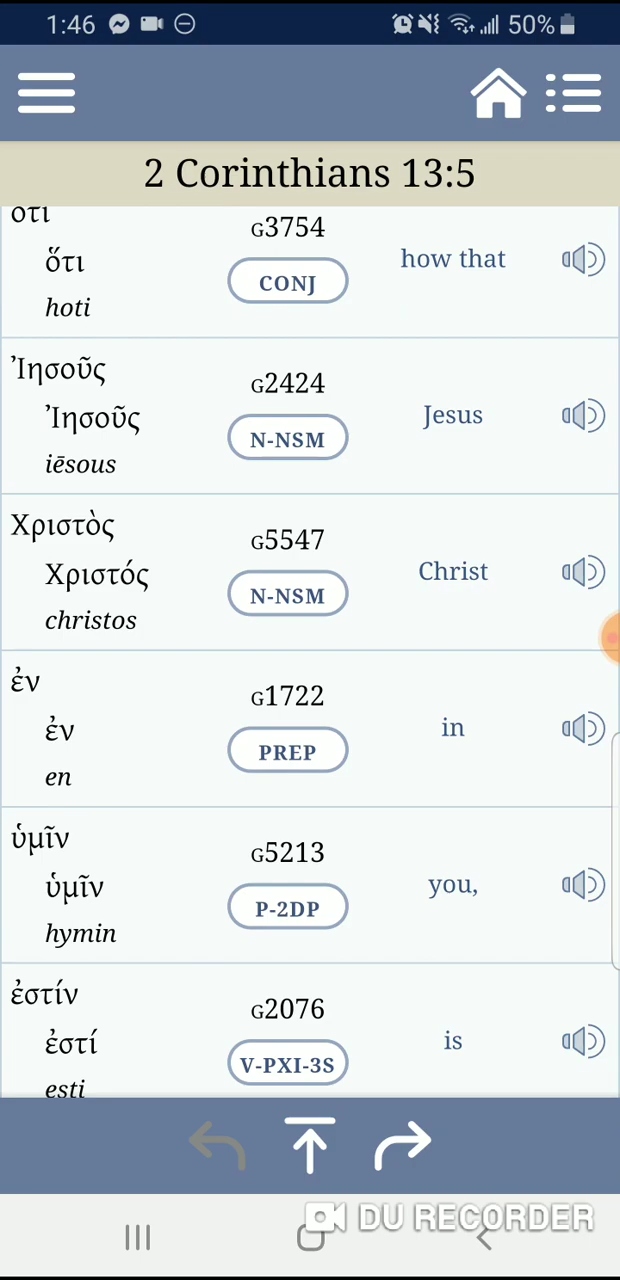 1:46 50%
2 Corinthians 13:5
ὅτι
G3754
ὅτι
how that
CONJ
hoti
Ἰησοῦς
G2424
Ἰησοῦς
Jesus
N-NSM
iēsous
Χριστὸς
G5547
Χριστός
Christ
N-NSM
christos
ἐν
G1722
ἐν
in
PREP
en
ὑμῖν
G5213
ὑμῖν
you,
P-2DP
hymin
ἐστίν
G2076
ἐστί
is
V-PXI-3S
esti
DU RECORDER